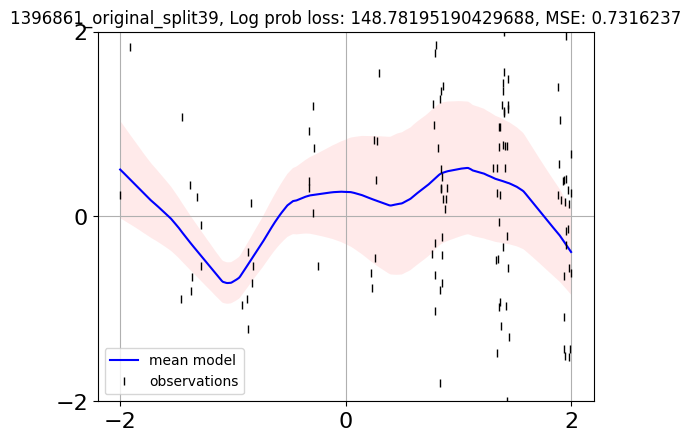 1396861_original_split39, Log prob loss: 148.78195190429688, MSE: 0.7316237
2
0
−2
−2
0
2
mean model
observations